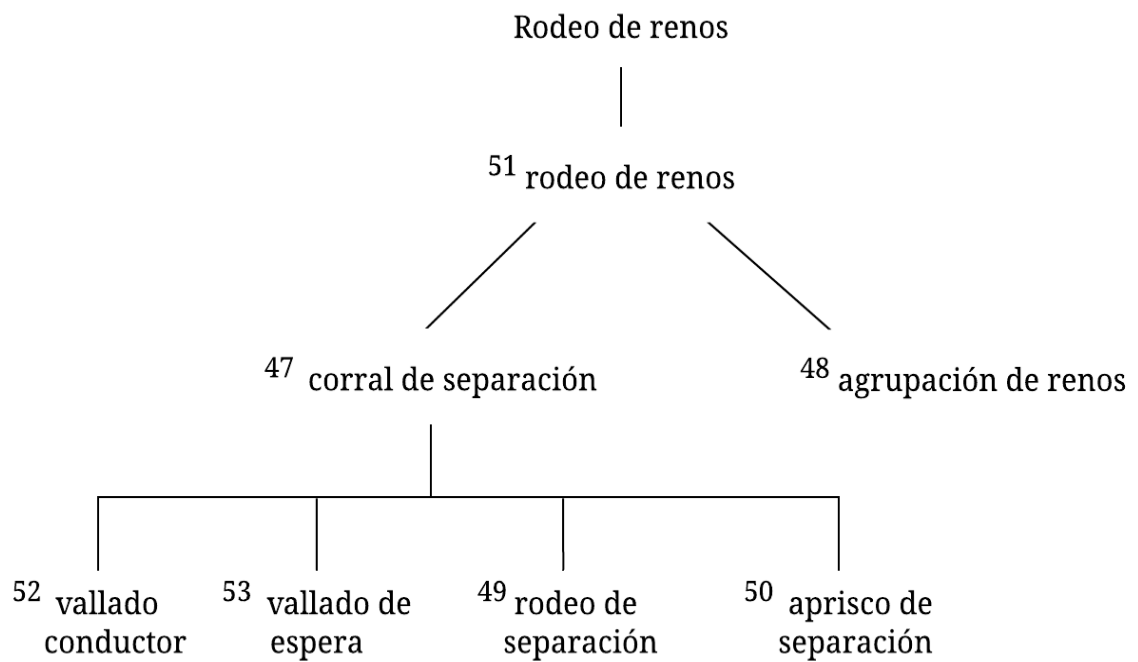 Rodeo de renos
51 rodeo de renos
47 corral de separación
48 agrupación de renos
52 vallado
conductor
53 vallado de
espera
49 rodeo de
separación
50 aprisco de
separación